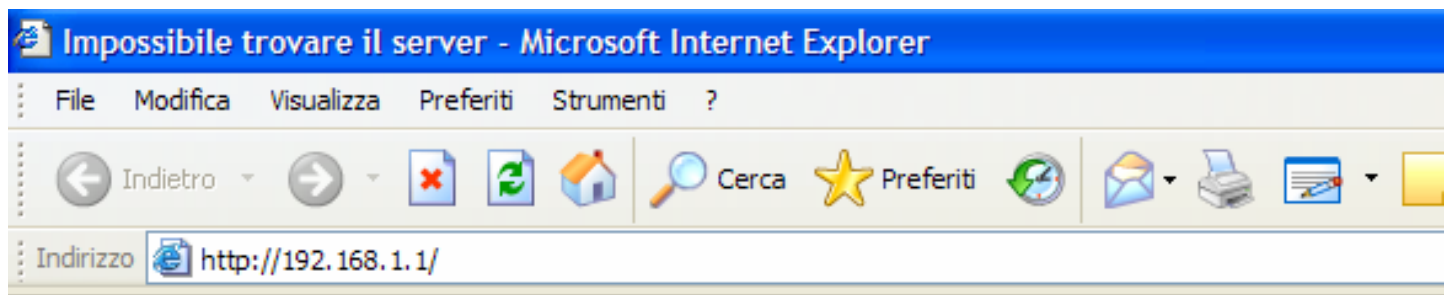 Impossibile trovare il server - Microsoft Internet Explorer
File Modifica Visualizza Preferiti Strumenti ?
Indietro Cerca Preferiti
Indirizzo http://192.168.1.1/